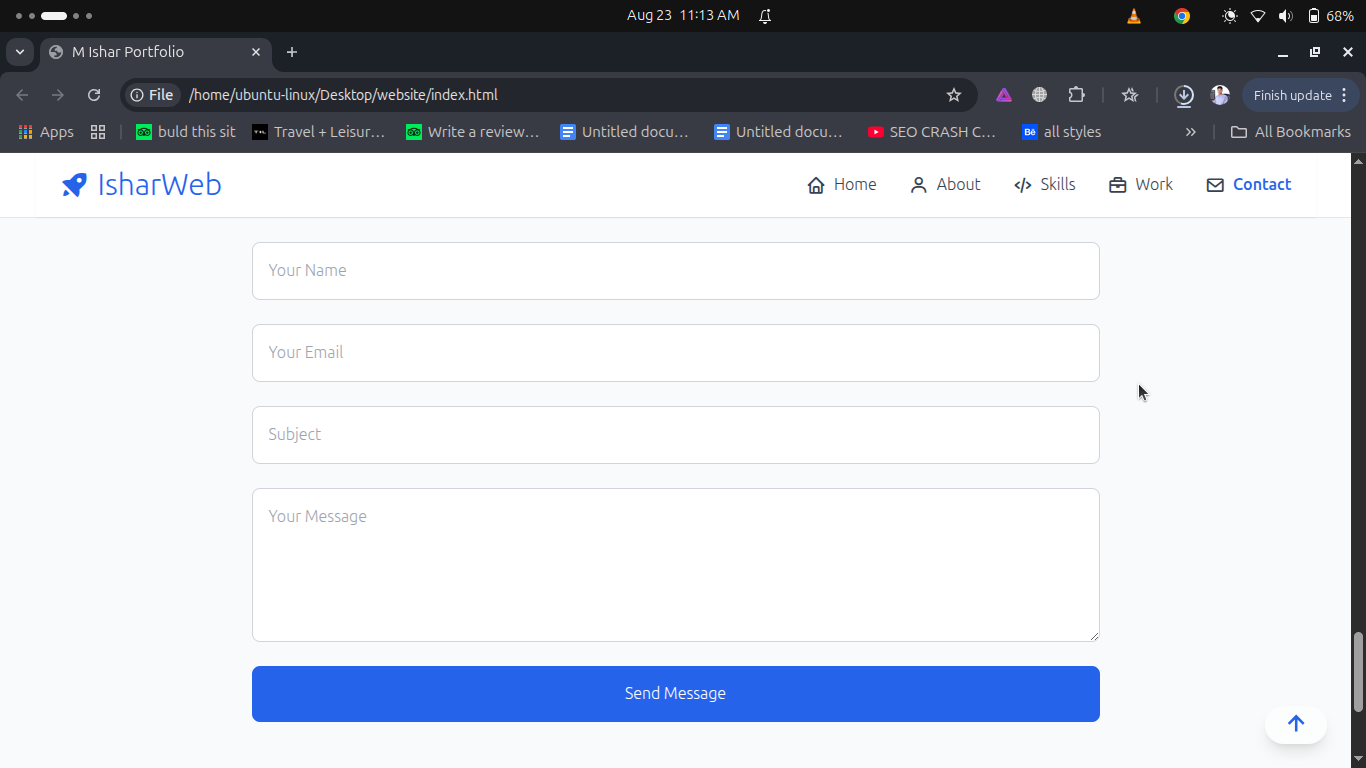 Aug 23 11:13 AM
68%
M Ishar Portfolio
File
/home/ubuntu-linux/Desktop/website/index.html
Finish update
Apps
buld this sit
Travel + Leisur...
Write a review...
Untitled docu...
Untitled docu...
SEO CRASH C...
Bē
all styles
All Bookmarks
IsharWeb
Home
About
Skills
Work
Contact
Your Name
Your Email
Subject
Your Message
Send Message